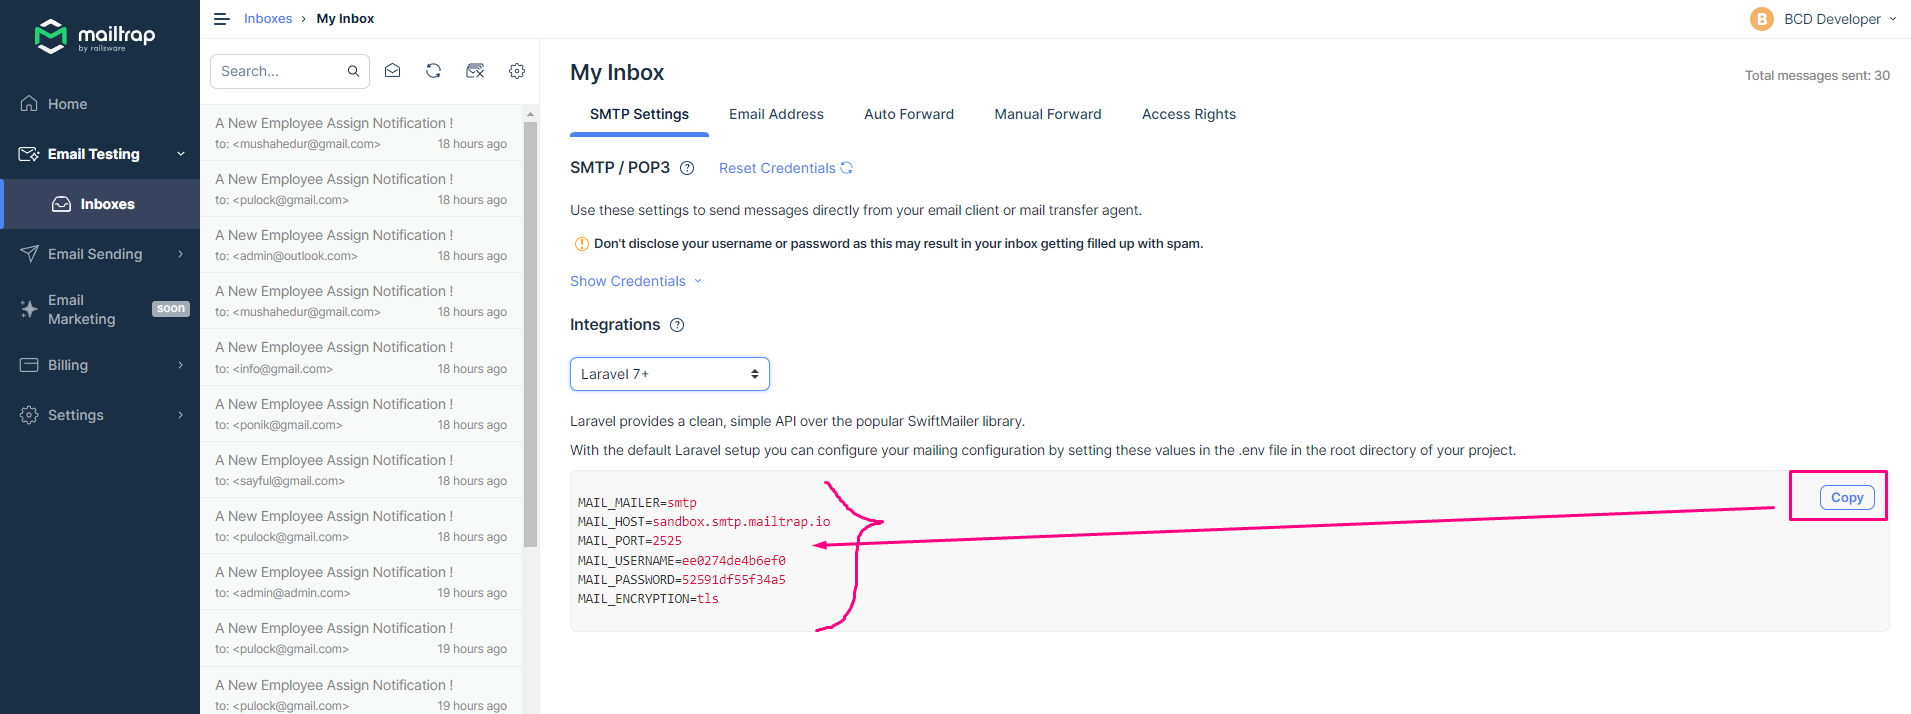 mailtrap
by railsware
Home
Email Testing
Inboxes
Email Sending
Email
Marketing
soon
Billing
Settings
Inboxes › My Inbox
BCD Developer
B
Search...
A New Employee Assign Notification !
to: <mushahedur@gmail.com> 18 hours ago
A New Employee Assign Notification !
to: <pulock@gmail.com> 18 hours ago
A New Employee Assign Notification !
to: <admin@outlook.com> 18 hours ago
A New Employee Assign Notification !
to: <mushahedur@gmail.com> 18 hours ago
A New Employee Assign Notification !
to: <info@gmail.com> 18 hours ago
A New Employee Assign Notification !
to: <ponik@gmail.com> 18 hours ago
A New Employee Assign Notification !
to: <sayful@gmail.com> 18 hours ago
A New Employee Assign Notification !
to: <pulock@gmail.com> 18 hours ago
A New Employee Assign Notification !
to: <admin@admin.com> 19 hours ago
A New Employee Assign Notification !
to: <pulock@gmail.com> 19 hours ago
A New Employee Assign Notification !
to: <pulock@gmail.com> 19 hours ago
My Inbox
Total messages sent: 30
SMTP Settings Email Address Auto Forward Manual Forward Access Rights
SMTP / POP3 ? Reset Credentials
Use these settings to send messages directly from your email client or mail transfer agent.
Don't disclose your username or password as this may result in your inbox getting filled up with spam.
Show Credentials
Integrations ?
Laravel 7+
Laravel provides a clean, simple API over the popular SwiftMailer library.
With the default Laravel setup you can configure your mailing configuration by setting these values in the .env file in the root directory of your project.
Copy
MAIL_MAILER=smtp
MAIL_HOST=sandbox.smtp.mailtrap.io
MAIL_PORT=2525
MAIL_USERNAME=ee0274de4b6ef0
MAIL_PASSWORD=52591df55f34a5
MAIL_ENCRYPTION=tls